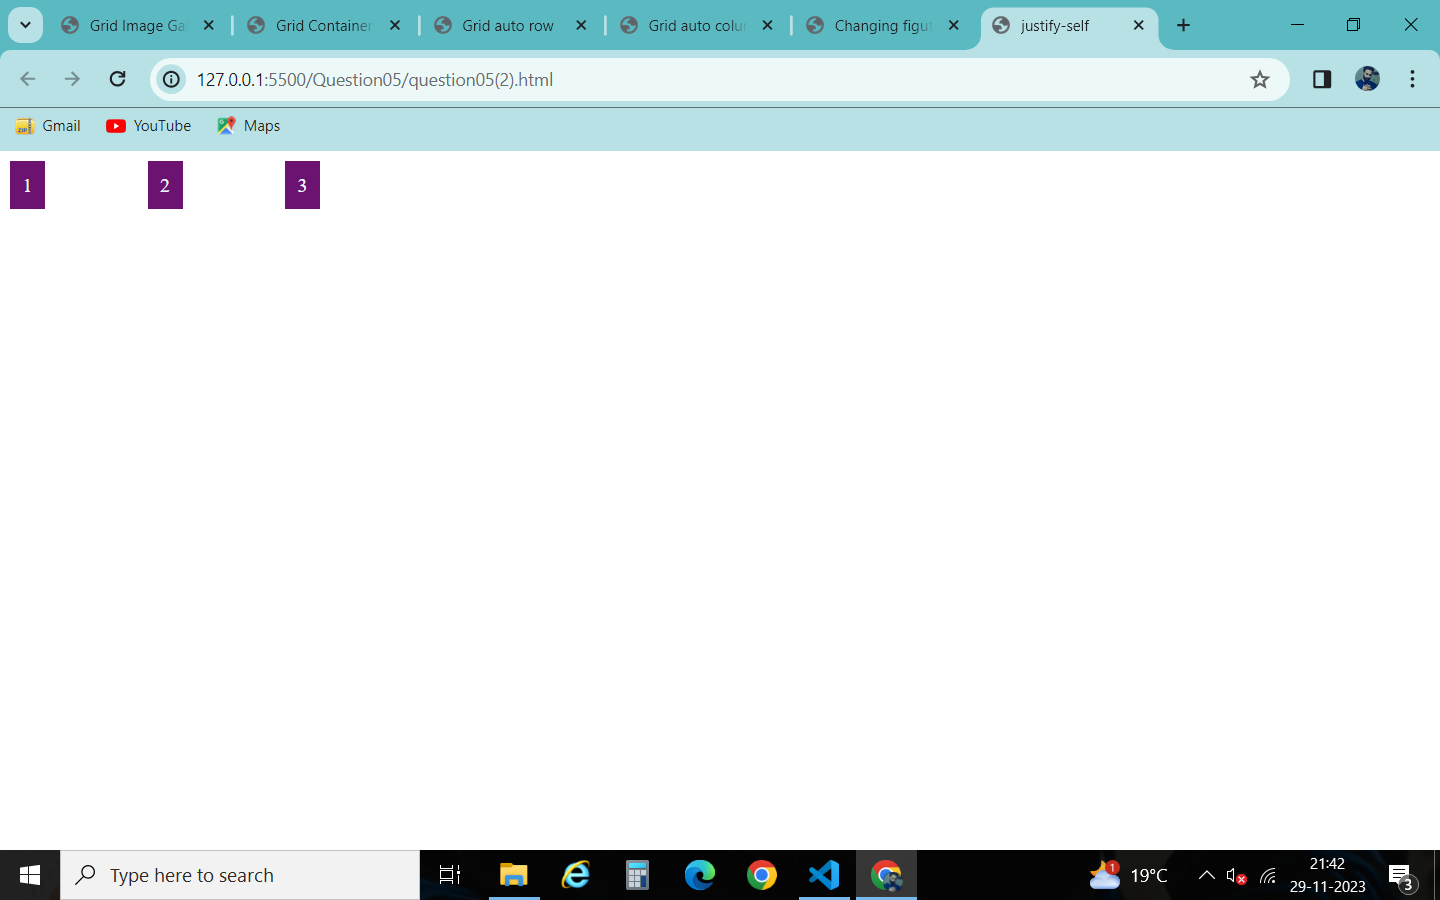 Grid Image Ga
Grid Container
Grid auto row
Grid auto colu
Changing figu
justify-self
127.0.0.1:5500/Question05/question05(2).html
Gmail
YouTube
Maps
1
2
3
Type here to search
1
19°C
21:42
29-11-2023
3